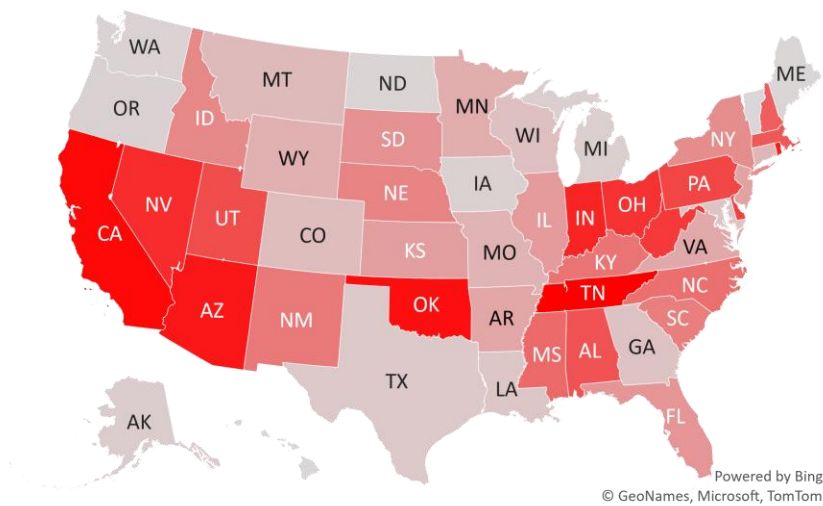 WA
MT
ND
ME
OR
MN
ID
SD
WI
NY
WY
MI
IA
NE
PA
NV
IL
IN
OH
UT
CA
CO
VA
KS
MO
KY
NC
TN
AZ
OK
NM
AR
SC
MS
AL
GA
TX
LA
AK
FL
Powered by Bing
© GeoNames, Microsoft, TomTom